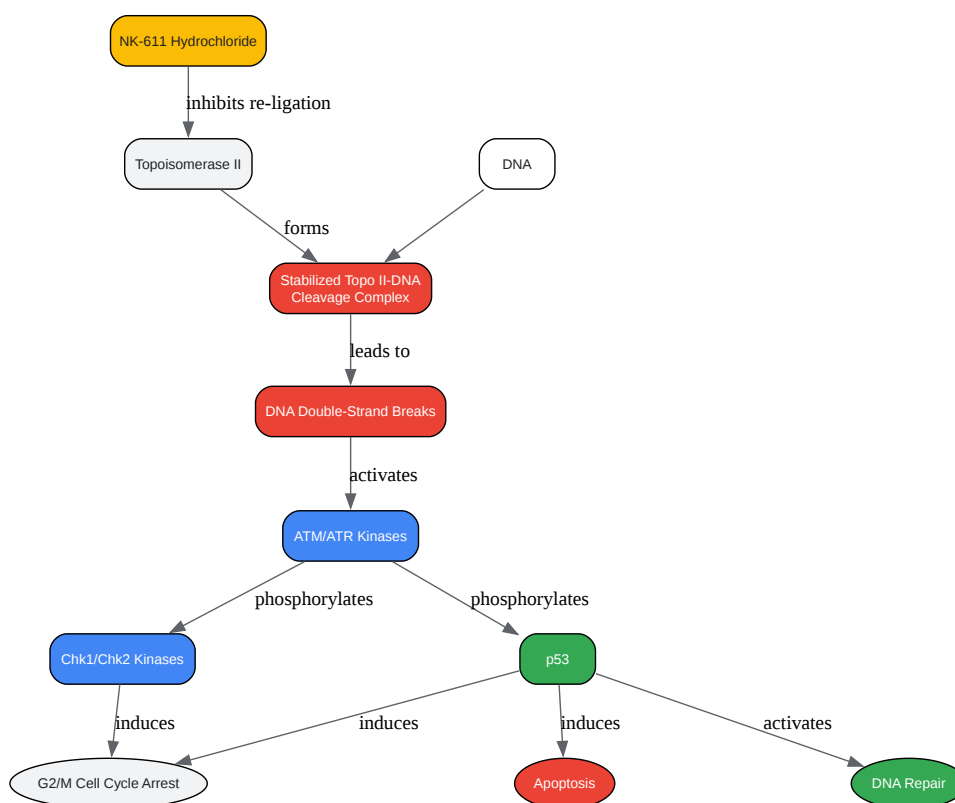 NK-611 Hydrochloride
inhibits re-ligation
Topoisomerase II
DNA
forms
Stabilized Topo II-DNA
Cleavage Complex
leads to
DNA Double-Strand Breaks
activates
ATM/ATR Kinases
phosphorylates
phosphorylates
Chk1/Chk2 Kinases
p53
induces
induces
induces
activates
G2/M Cell Cycle Arrest
Apoptosis
DNA Repair